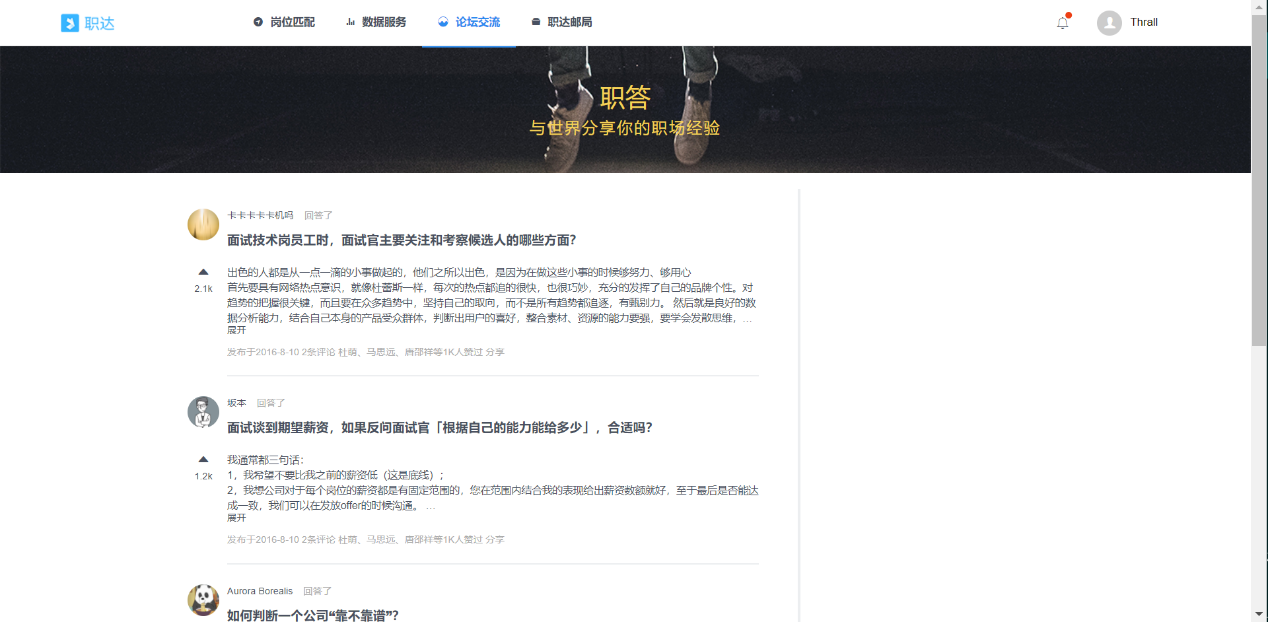 职达
岗位匹配
数据服务
论坛交流
职达邮局
Thrall
职答
与世界分享你的职场经验
卡卡卡卡卡机吗 回答了
面试技术岗员工时，面试官主要关注和考察候选人的哪些方面？
2.1k
出色的人都是从一点一滴的小事做起的，他们之所以出色，是因为在做这些小事的时候够努力、够用心
首先要具有网络热点意识，就像杜蕾斯一样，每次的热点都追的很快，也很巧妙，充分的发挥了自己的品牌个性。对
趋势的把握很关键，而且要在众多趋势中，坚持自己的取向，而不是所有趋势都追逐，有甄别力。 然后就是良好的数
据分析能力，结合自己本身的产品受众群体，判断出用户的喜好，整合素材、资源的能力要强，要学会发散思维，...
展开
发布于2016-8-10 2条评论 杜萌、马思远、唐邵祥等1K人赞过 分享
坂本 回答了
面试谈到期望薪资，如果反问面试官「根据自己的能力能给多少」，合适吗？
1.2k
我通常都三句话：
1，我希望不要比我之前的薪资低（这是底线）；
2，我想公司对于每个岗位的薪资都是有固定范围的，您在范围内结合我的表现给出薪资数额就好，至于最后是否能达
成一致，我们可以在发放offer的时候沟通。 ...
展开
发布于2016-8-10 2条评论 杜萌、马思远、唐邵祥等1K人赞过 分享
Aurora Borealis 回答了
如何判断一个公司“靠不靠谱”？